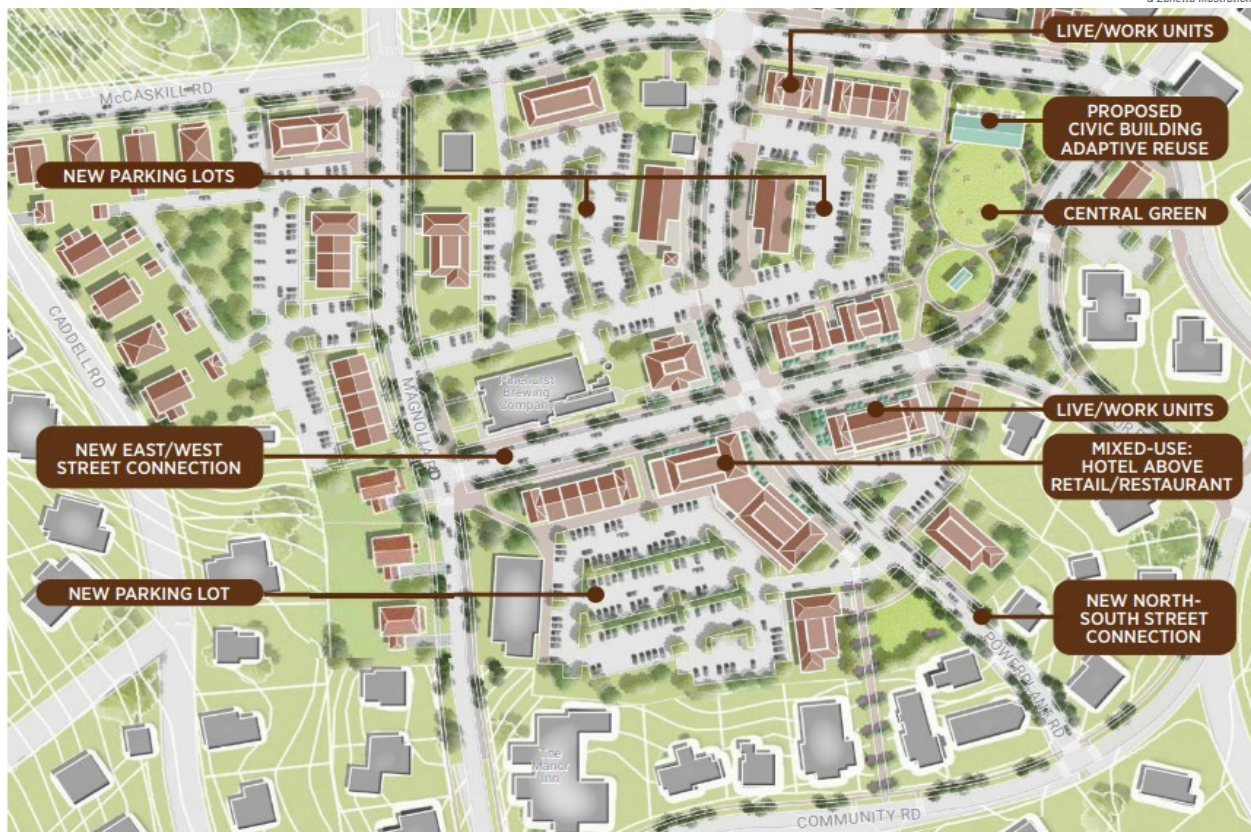 LIVE/WORK UNITS
McCASKILL RD
PROPOSED
CIVIC BUILDING
ADAPTIVE REUSE
NEW PARKING LOTS
CENTRAL GREEN
CADELL RD
MAGNOLIA RD
Pinehurst
Brewing
Company
LIVE/WORK UNITS
NEW EAST/WEST
STREET CONNECTION
MIXED-USE:
HOTEL ABOVE
RETAIL/RESTAURANT
NEW PARKING LOT
NEW NORTH-
SOUTH STREET
CONNECTION
POWERPLANT RD
The
Manor
Inn
COMMUNITY RD